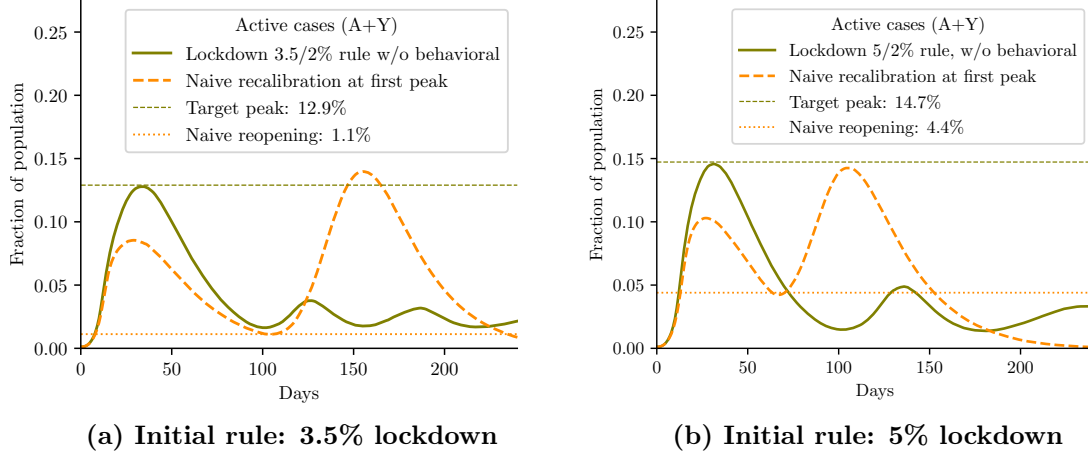 Active cases (A+Y)
Lockdown 3.5/2% rule w/o behavioral
Naive recalibration at first peak
Target peak: 12.9%
Naive reopening: 1.1%
Fraction of population
0.25
0.20
0.15
0.10
0.05
0.00
0 50 100 150 200
Days
(a) Initial rule: 3.5% lockdown
Active cases (A+Y)
Lockdown 5/2% rule, w/o behavioral
Naive recalibration at first peak
Target peak: 14.7%
Naive reopening: 4.4%
Fraction of population
0.25
0.20
0.15
0.10
0.05
0.00
0 50 100 150 200
Days
(b) Initial rule: 5% lockdown